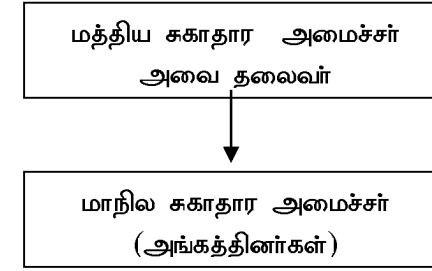 மத்திய சுகாதார அமைச்சர்
அவை தலைவர்
மாநில சுகாதார அமைச்சர்
(அங்கத்தினர்கள்)